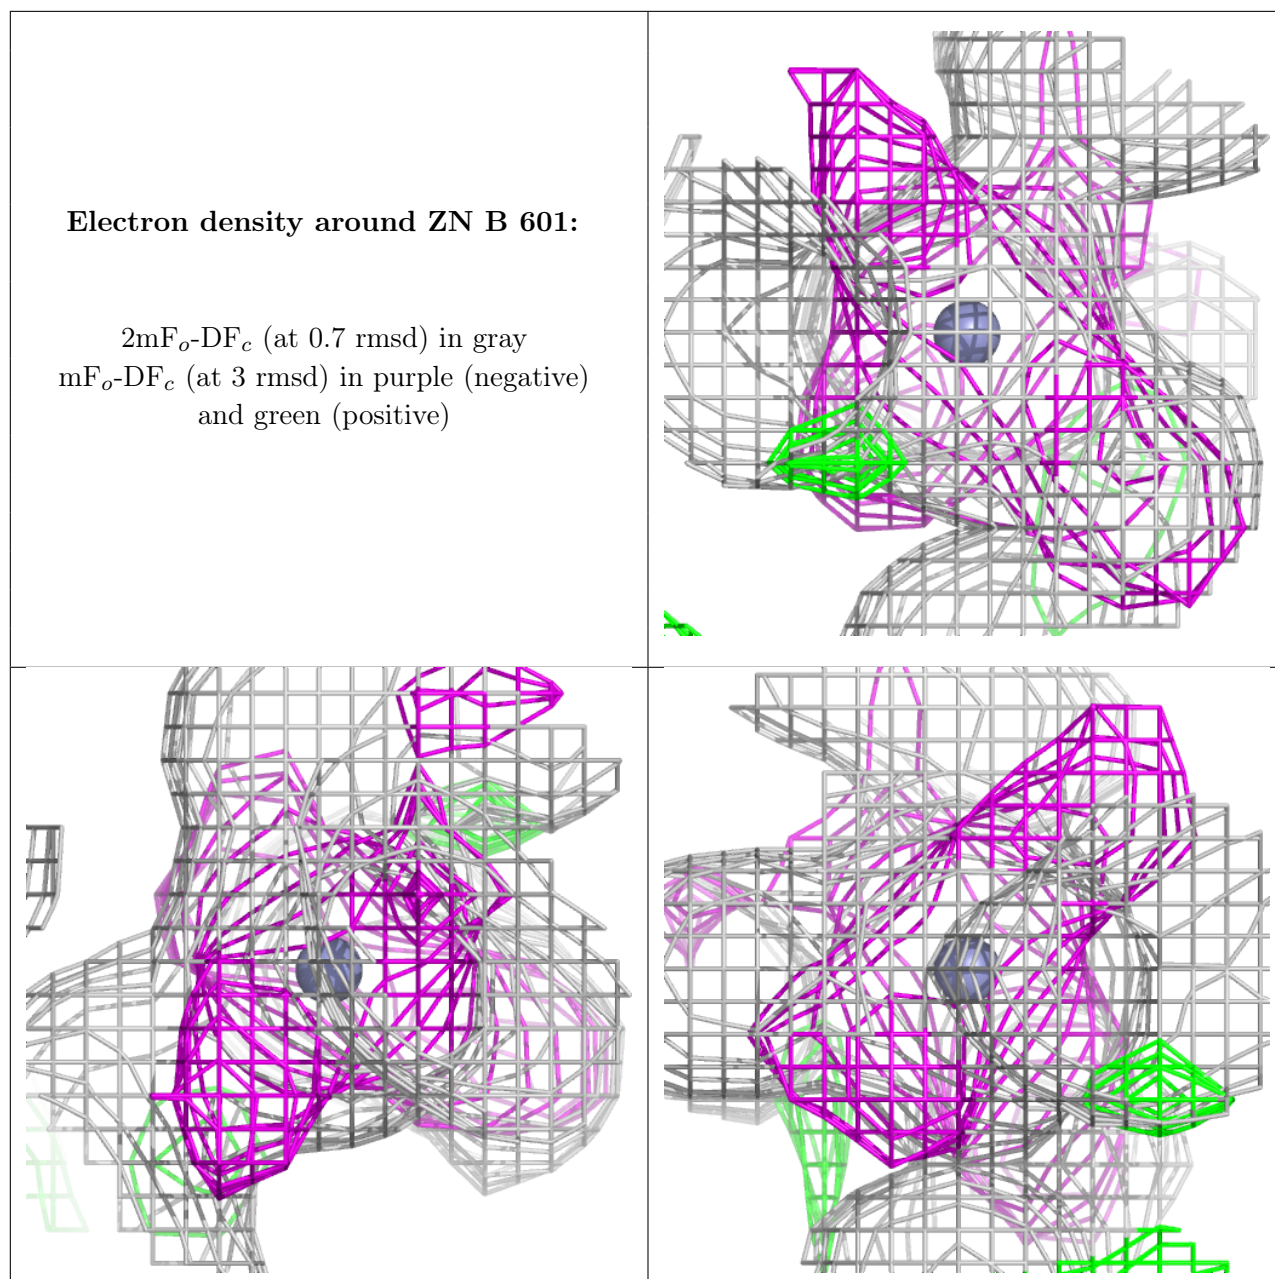 Electron density around ZN B 601:
2mFo-DFc (at 0.7 rmsd) in gray
mFo-DFc (at 3 rmsd) in purple (negative)
and green (positive)